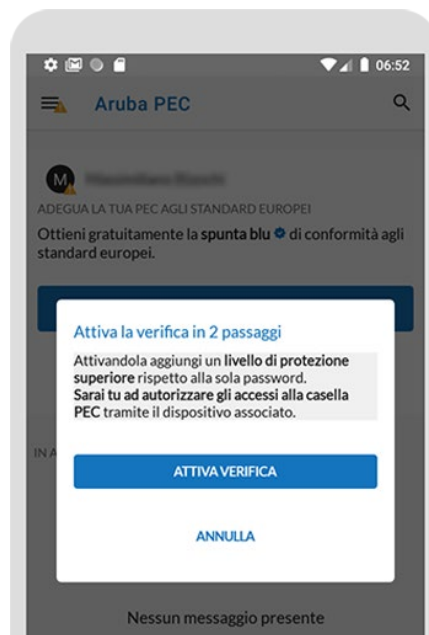 06:52
Aruba PEC
M
ADEGUA LA TUA PEC AGLI STANDARD EUROPEI
Ottieni gratuitamente la spunta blu di conformità agli
standard europei.
Attiva la verifica in 2 passaggi
Attivandola aggiungi un livello di protezione
superiore rispetto alla sola password.
Sarai tu ad autorizzare gli accessi alla casella
PEC tramite il dispositivo associato.
IN A
ATTIVA VERIFICA
ANNULLA
Nessun messaggio presente